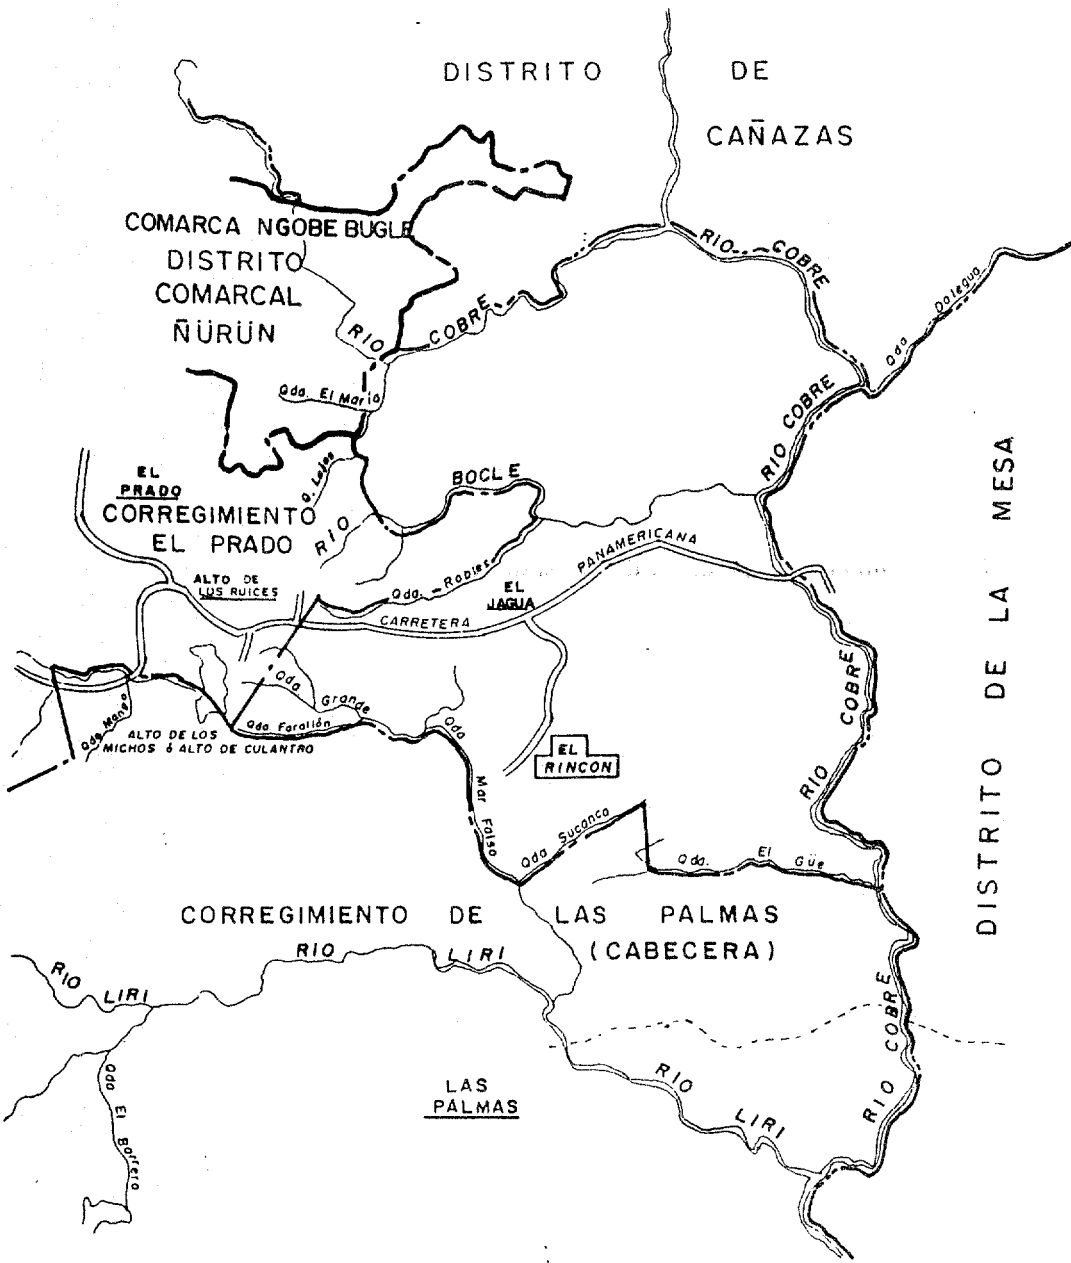 DISTRITO DE
CAÑAZAS
COMARCA NGOBE BUGLE
DISTRITO
COMARCAL
ÑÜRÜN
RIO COBRE
RIO COBRE
Qda Dalegua
Qda. El Maria
RIO COBRE
EL
PRADO
CORREGIMIENTO
EL PRADO
Q. Lajas
RIO BOCLE
ALTO DE
LOS RUICES
Qda. Robles
EL
JAGUA
CARRETERA PANAMERICANA
DISTRITO DE LA MESA
Qda. Grande
Qda Farallón
ALTO DE LOS
MICHOS ó ALTO DE CULANTRO
Qda Mar Falso
EL
RINCON
RIO COBRE
Qda Sucanca
Qda. El Güe
CORREGIMIENTO DE LAS PALMAS
(CABECERA)
RIO LIRI
RIO LIRI
RIO COBRE
Qda El Barrero
LAS
PALMAS
RIO LIRI